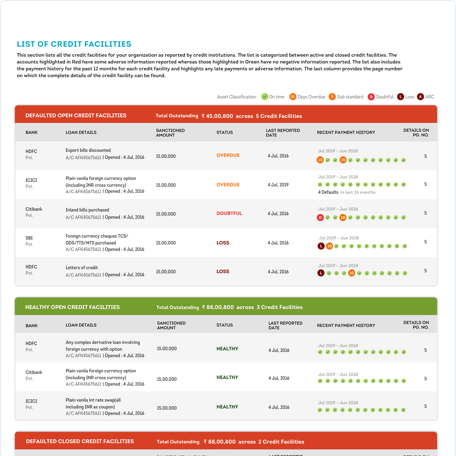 LIST OF CREDIT FACILITIES
This section lists all the credit facilities for your organization as reported by credit institutions. The list is categorized between active and closed credit facilities. The
accounts highlighted in Red have some adverse information reported whereas those highlighted in Green have no negative information reported. The list also includes
the payment history for the past 12 months for each credit facility and highlights any late payments or adverse information. The last column provides the page number
on which the complete details of the credit facility can be found.
Asset Classification: On time Days Overdue S Sub standard D Doubtful L Loss A ARC
DEFAULTED OPEN CREDIT FACILITIES Total Outstanding ₹ 45,00,800 across 5 Credit Facilities
BANK LOAN DETAILS SANCTIONED AMOUNT STATUS LAST REPORTED DATE RECENT PAYMENT HISTORY DETAILS ON PG. NO.
HDFC Export bills discounted Jul 2019 - Jun 2018
Pvt. A/C AFK45675611 | Opened : 4 Jul, 2016 15,00,000 OVERDUE 4 Jul, 2016 5
ICICI Plain vanilla foreign currency option Jul 2019 - Jun 2018
Pvt. (including INR cross currency) 15,00,000 OVERDUE 4 Jul, 2019 5
A/C AFK45675611 | Opened : 4 Jul, 2016 4 Defaults in last 24 months
Citibank Inland bills purchased Jul 2019 - Jun 2018
Pvt. A/C AFK45675611 | Opened : 4 Jul, 2016 15,00,000 DOUBTFUL 4 Jul, 2016 D 5
SBI Foreign currency cheques TCS/ Jul 2019 - Jun 2018
Pvt. DDS/TTS/MTS purchased 15,00,000 LOSS 4 Jul, 2016 L 5
A/C AFK45675611 | Opened : 4 Jul, 2016
HDFC Letters of credit Jul 2019 - Jun 2018
Pvt. A/C AFK45675611 | Opened : 4 Jul, 2016 15,00,000 LOSS 4 Jul, 2016 L 5
HEALTHY OPEN CREDIT FACILITIES Total Outstanding ₹ 88,00,800 across 3 Credit Facilities
BANK LOAN DETAILS SANCTIONED AMOUNT STATUS LAST REPORTED DATE RECENT PAYMENT HISTORY DETAILS ON PG. NO.
HDFC Any complex derivative loan involving Jul 2019 - Jun 2018
Pvt. foreign currency with option 15,00,000 HEALTHY 4 Jul, 2016 5
A/C AFK45675611 | Opened : 4 Jul, 2016
Citibank Plain vanilla foreign currency option Jul 2019 - Jun 2018
Pvt. (including INR cross currency) 15,00,000 HEALTHY 4 Jul, 2016 5
A/C AFK45675611 | Opened : 4 Jul, 2016
ICICI Plain vanila int rate swap(all Jul 2019 - Jun 2018
Pvt. including INR as coupon) 15,00,000 HEALTHY 4 Jul, 2016 5
A/C AFK45675611 | Opened : 4 Jul, 2016
DEFAULTED CLOSED CREDIT FACILITIES Total Outstanding ₹ 88,00,800 across 2 Credit Facilities